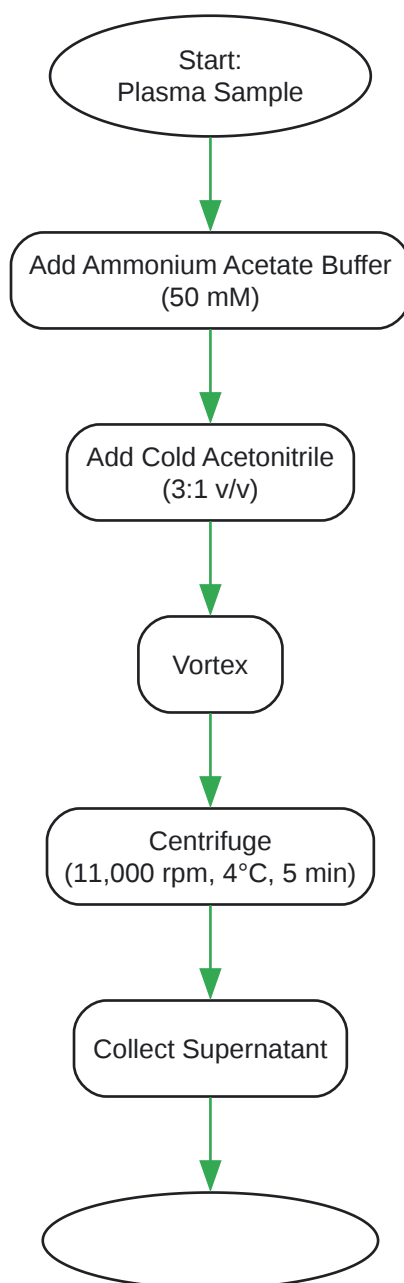 Start:
Plasma Sample
Add Ammonium Acetate Buffer
(50 mM)
Add Cold Acetonitrile
(3:1 v/v)
Vortex
Centrifuge
(11,000 rpm, 4°C, 5 min)
Collect Supernatant